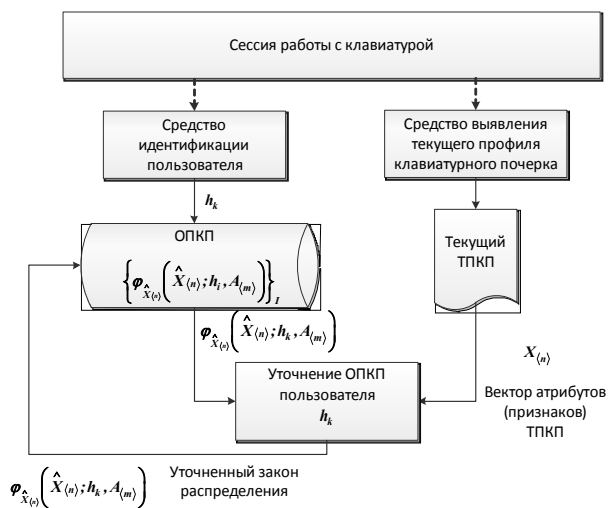 Сессия работы с клавиатурой
Средство
идентификации
пользователя
Средство выявления
текущего профиля
клавиатурного почерка
h_k
ОПКП
{φ_X̂⟨n⟩(X̂⟨n⟩; h_i, A⟨m⟩)}_I
Текущий
ТПКП
φ_X̂⟨n⟩(X̂⟨n⟩; h_k, A⟨m⟩)
X⟨n⟩
Уточнение ОПКП
пользователя
h_k
Вектор атрибутов
(признаков)
ТПКП
φ_X̂⟨n⟩(X̂⟨n⟩; h_k, A⟨m⟩)
Уточненный закон
распределения